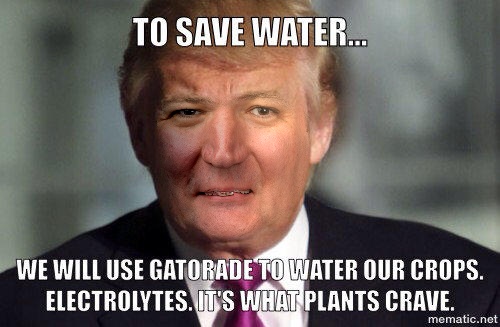 TO SAVE WATER...
WE WILL USE GATORADE TO WATER OUR CROPS.
ELECTROLYTES. IT'S WHAT PLANTS CRAVE.
mematic.net